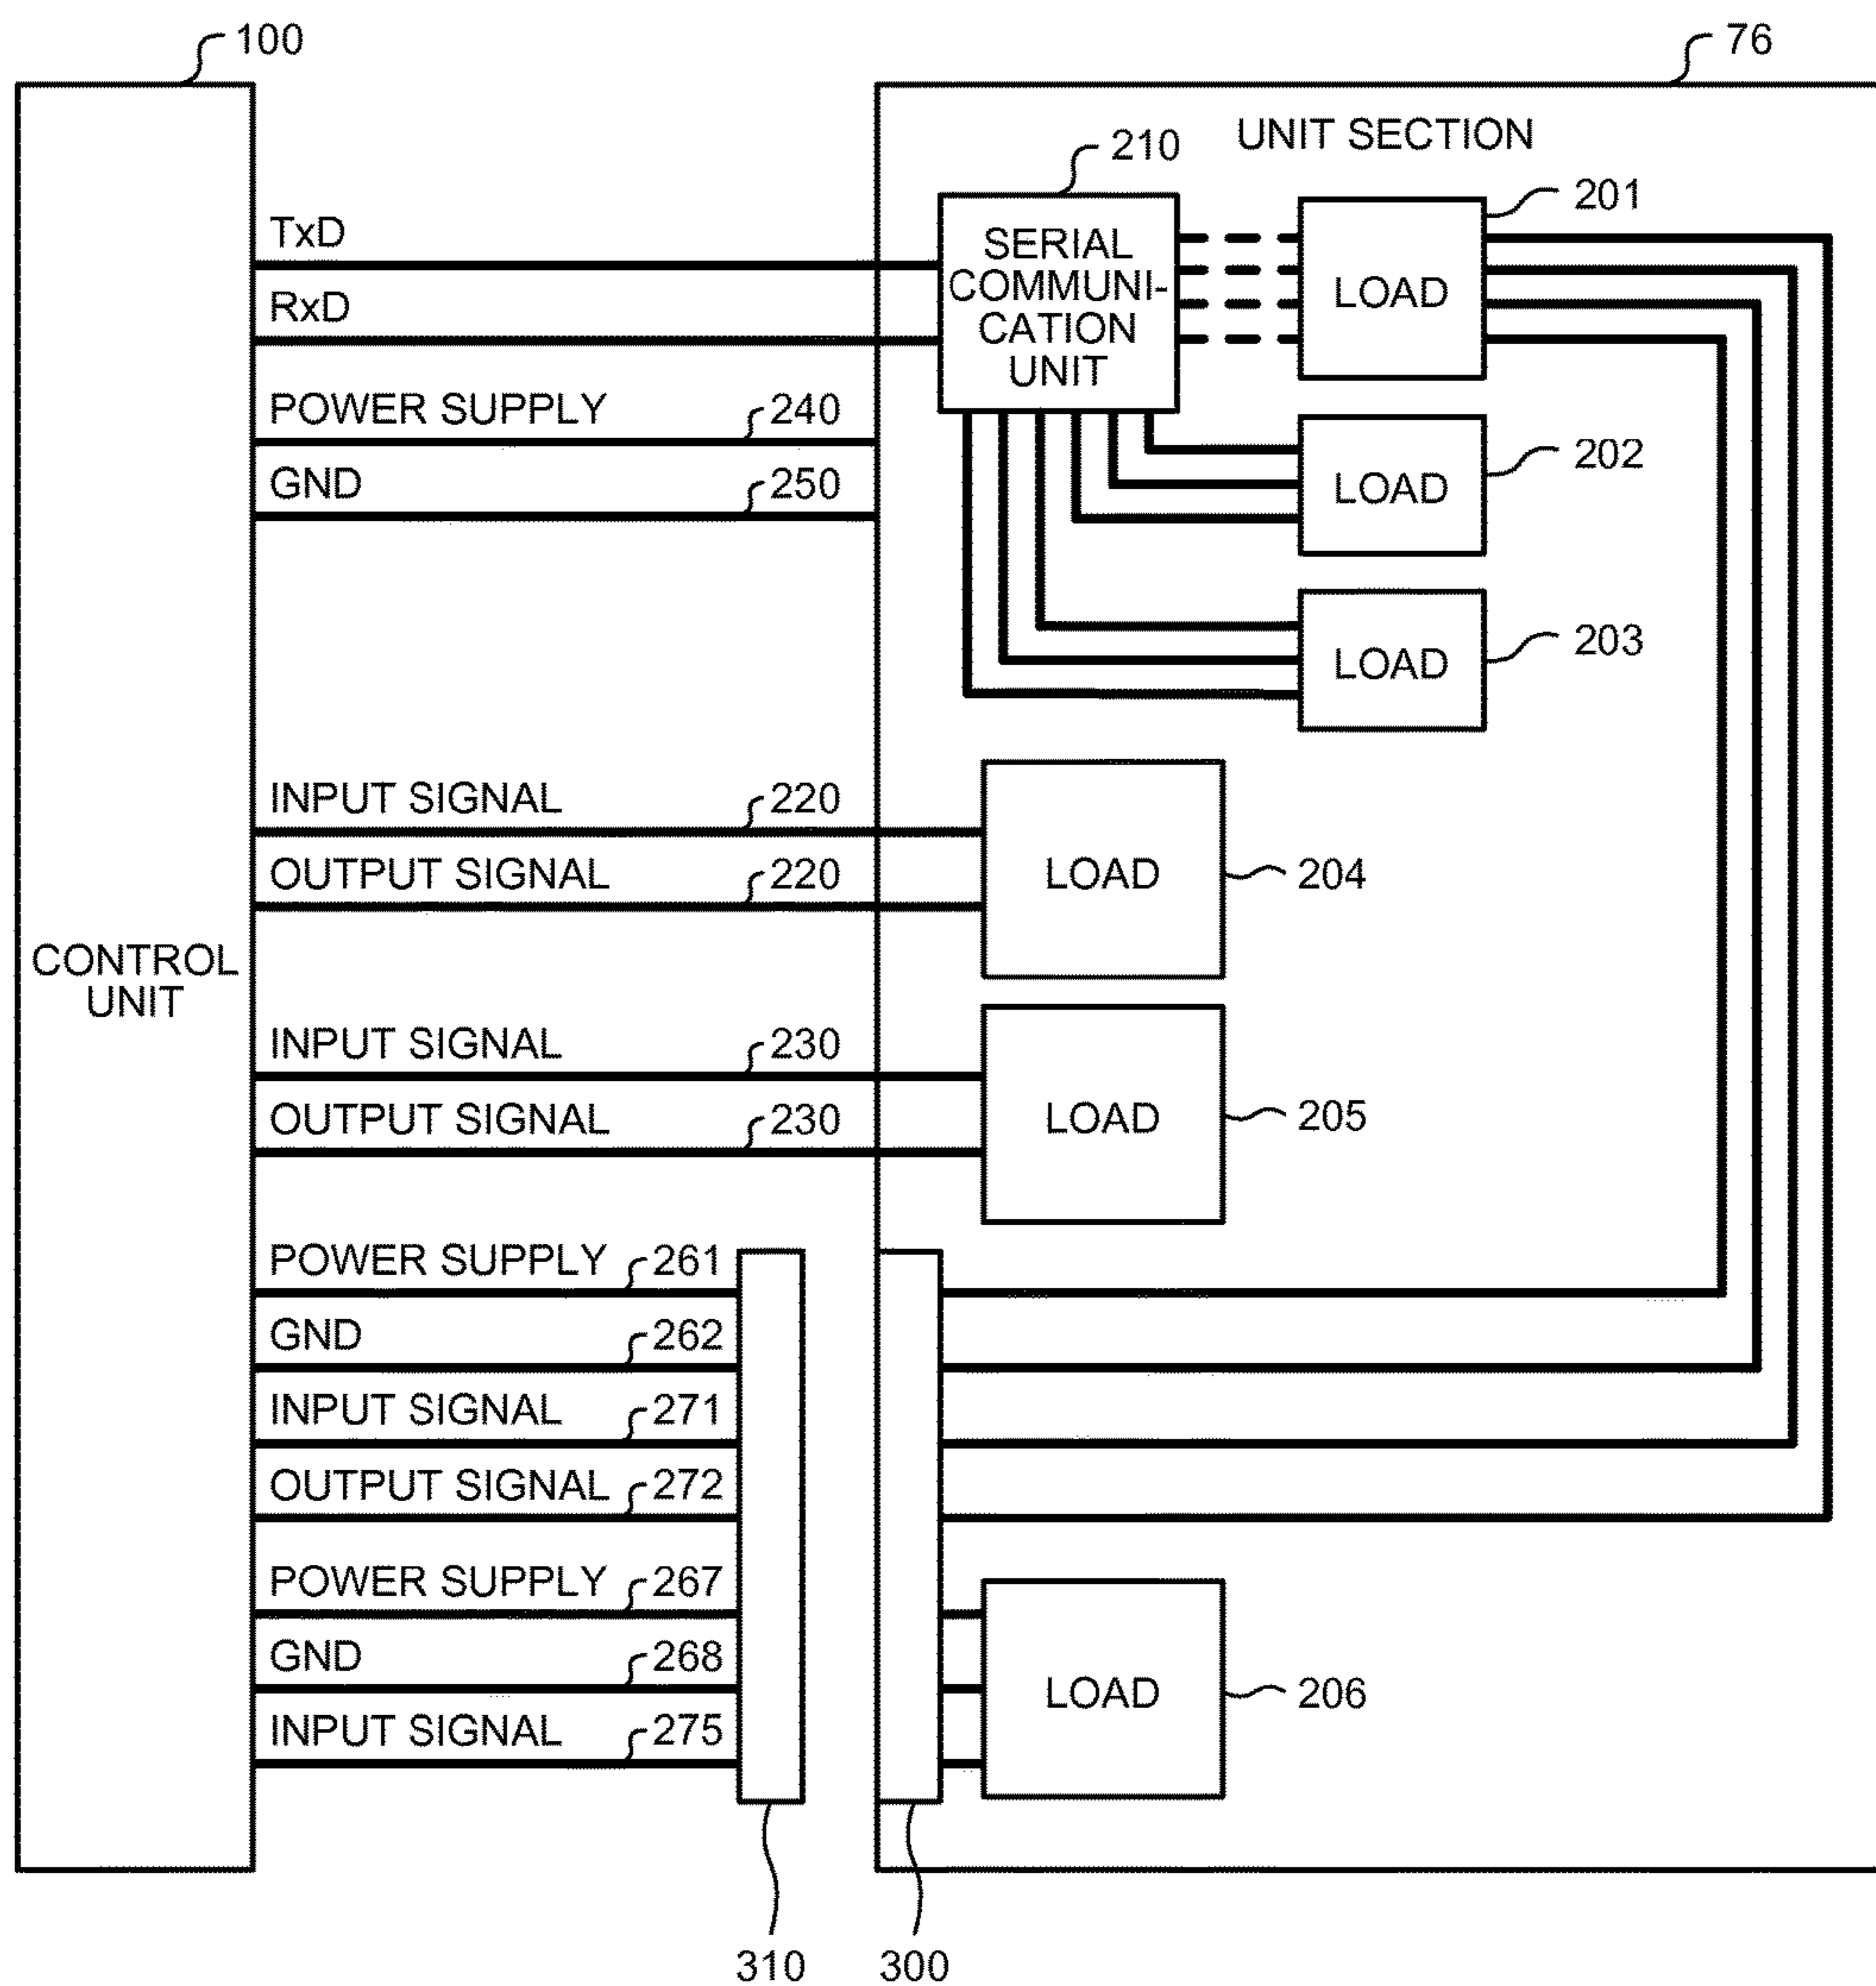 100
76
UNIT SECTION
210
201
TxD
SERIAL
COMMUNI-
CATION
UNIT
LOAD
RxD
POWER SUPPLY
240
202
LOAD
GND
250
203
LOAD
INPUT SIGNAL
220
OUTPUT SIGNAL
220
LOAD
204
CONTROL
UNIT
INPUT SIGNAL
230
OUTPUT SIGNAL
230
LOAD
205
POWER SUPPLY
261
GND
262
INPUT SIGNAL
271
OUTPUT SIGNAL
272
POWER SUPPLY
267
GND
268
LOAD
206
INPUT SIGNAL
275
310
300